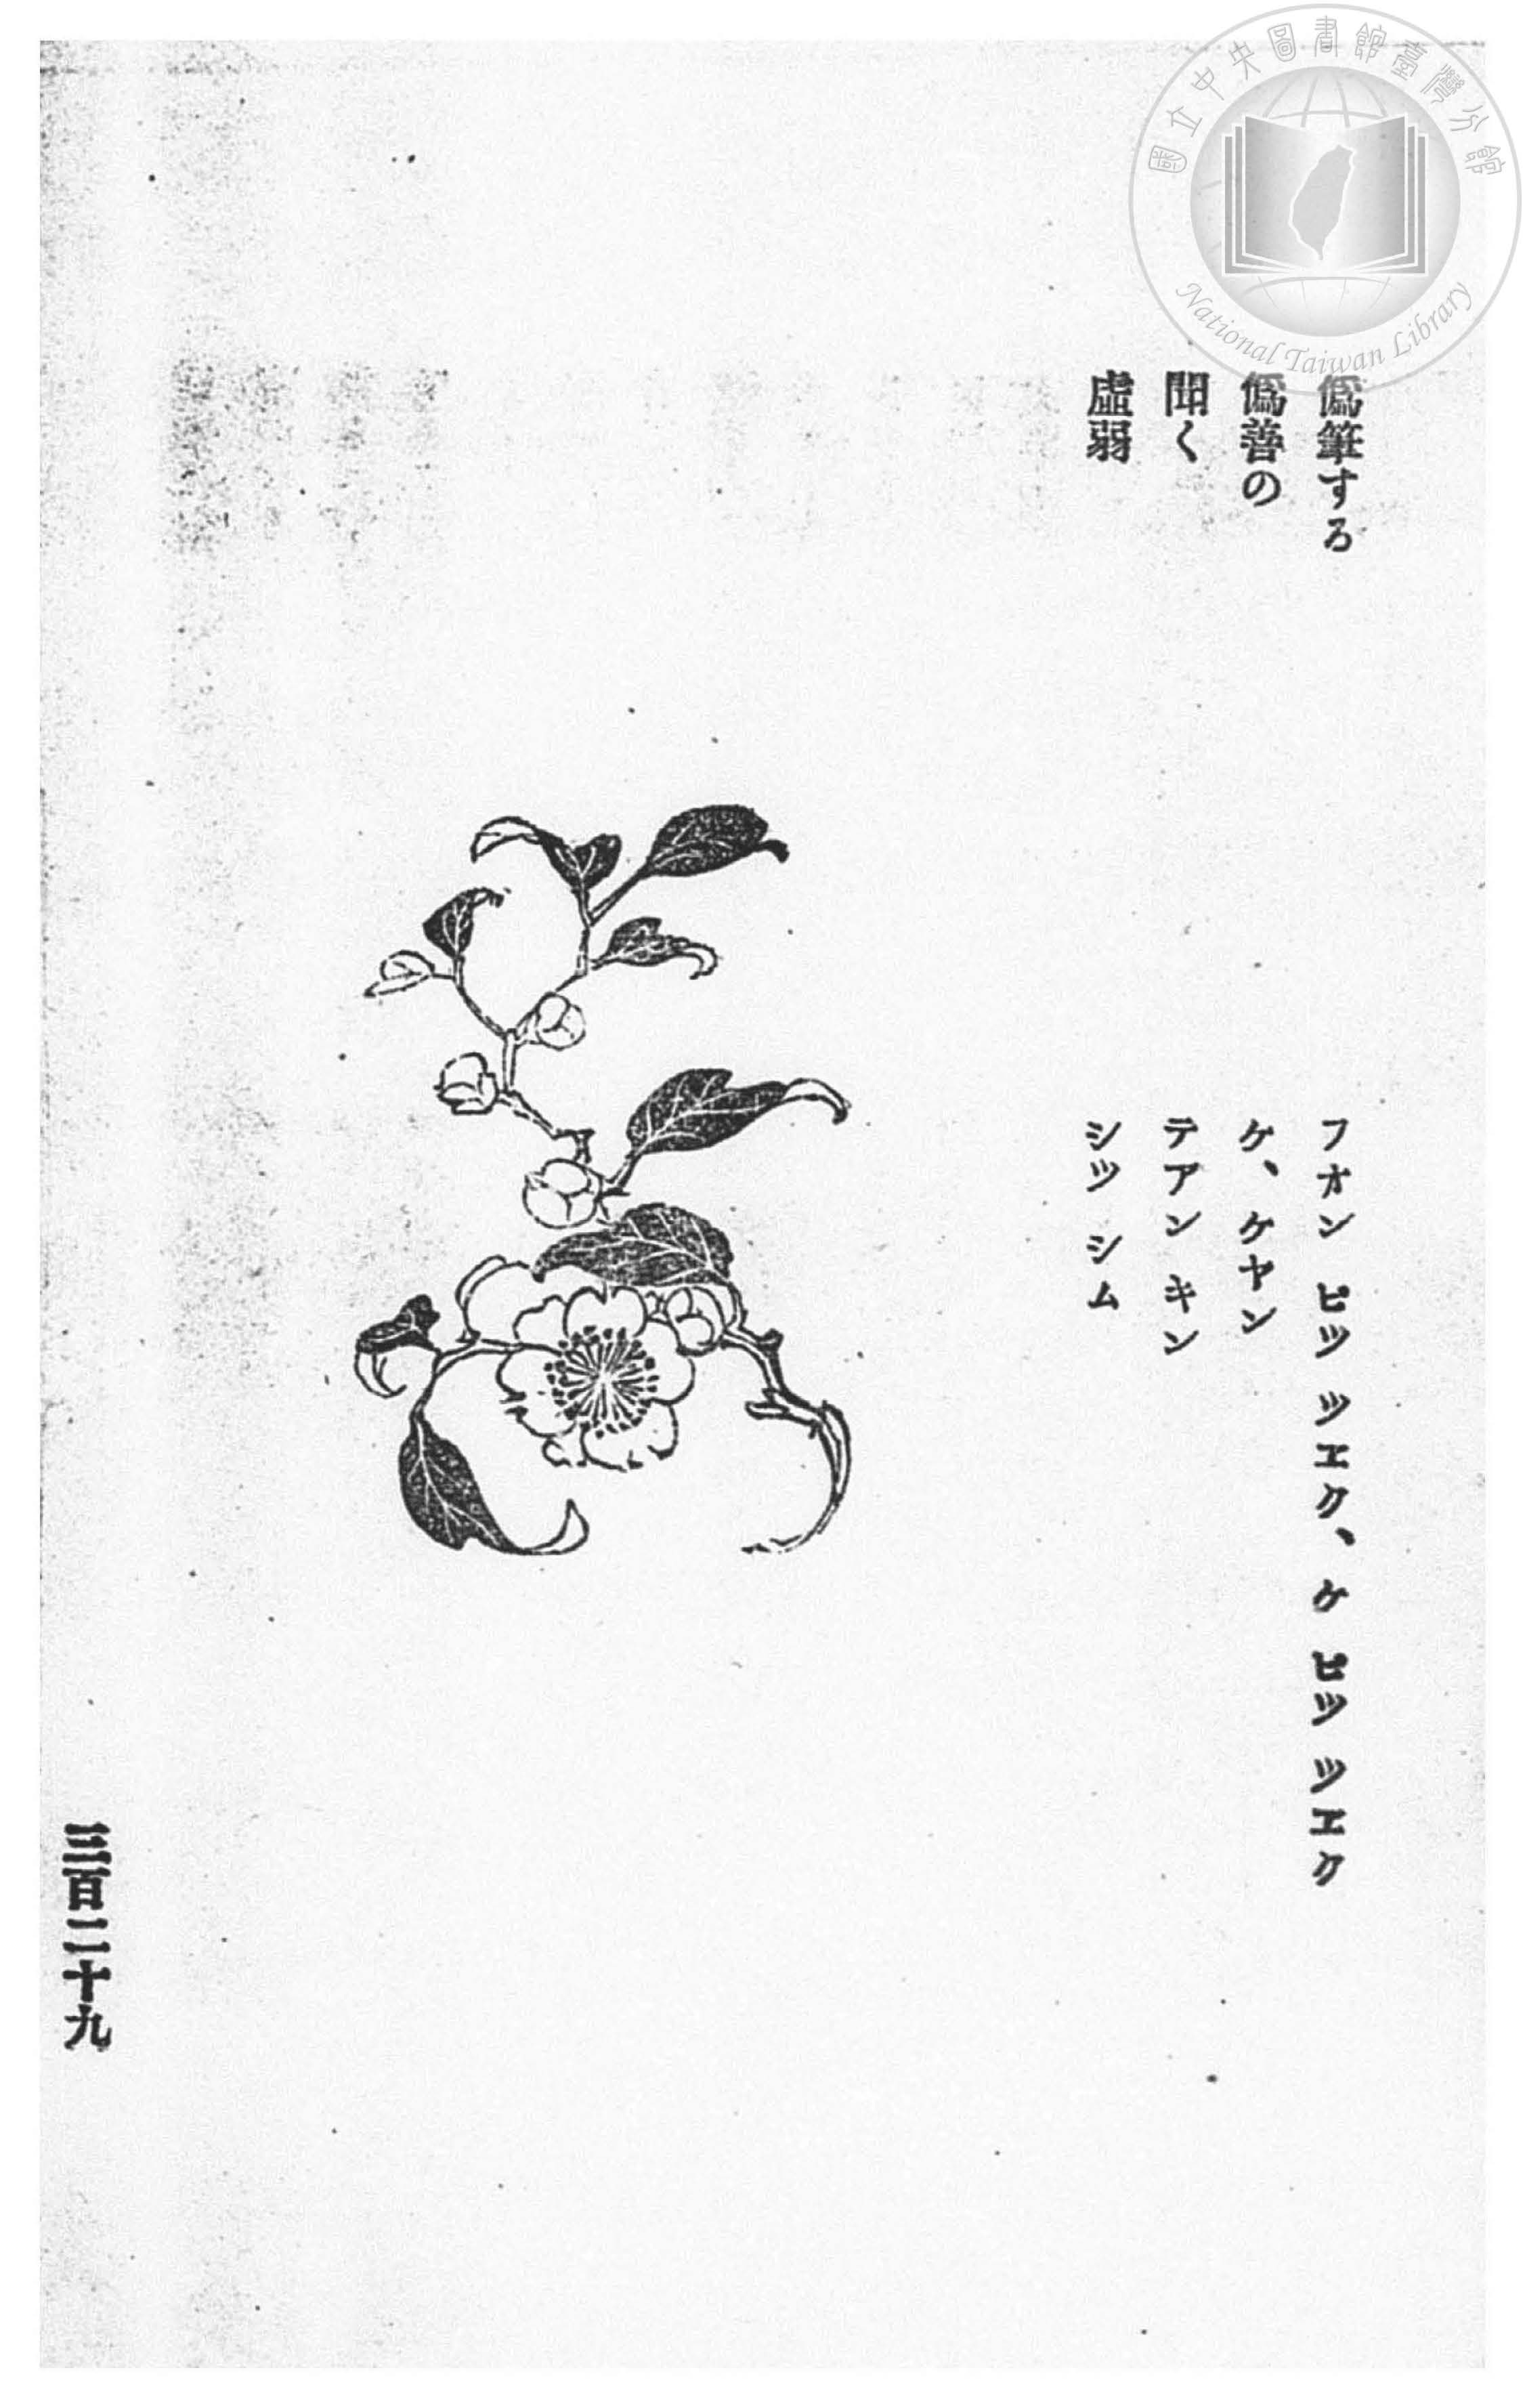 國立中央圖書館臺灣分館
National Taiwan Library
僞筆する フオン ピツ ツエク、ケ ピツ ツエク
僞善の ケ、ケヤン
聞く テアン キン
虛弱 シツ シム
三百二十九